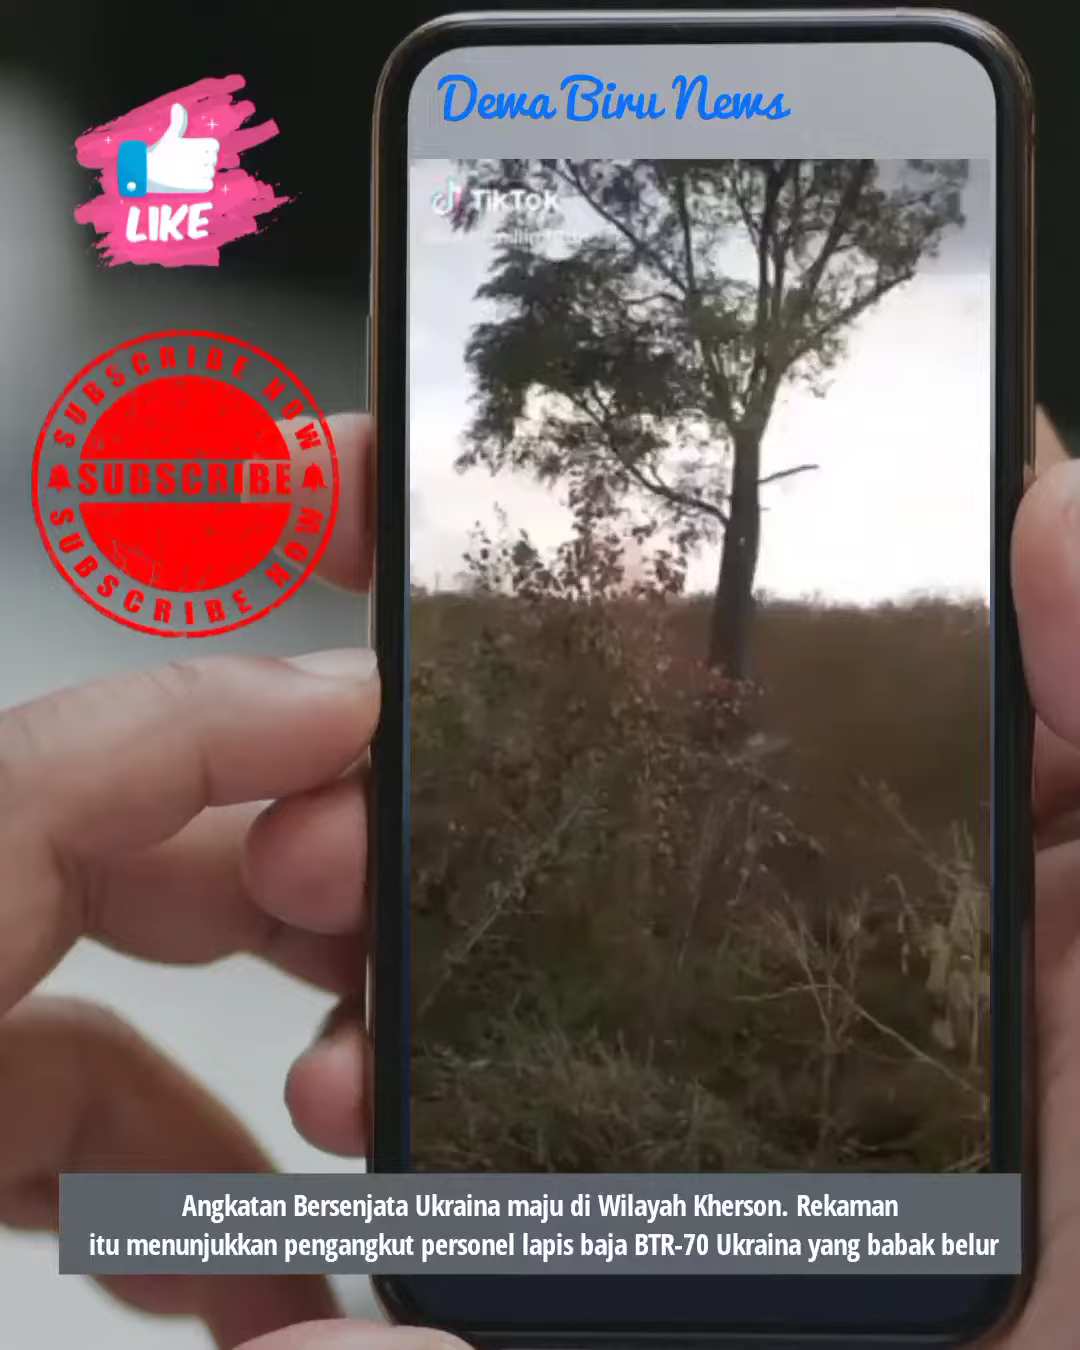 Dewa Biru News
TikTok
LIKE
SUBSCRIBE NOW
SUBSCRIBE
SUBSCRIBE NOW
Angkatan Bersenjata Ukraina maju di Wilayah Kherson. Rekaman
itu menunjukkan pengangkut personel lapis baja BTR-70 Ukraina yang babak belur